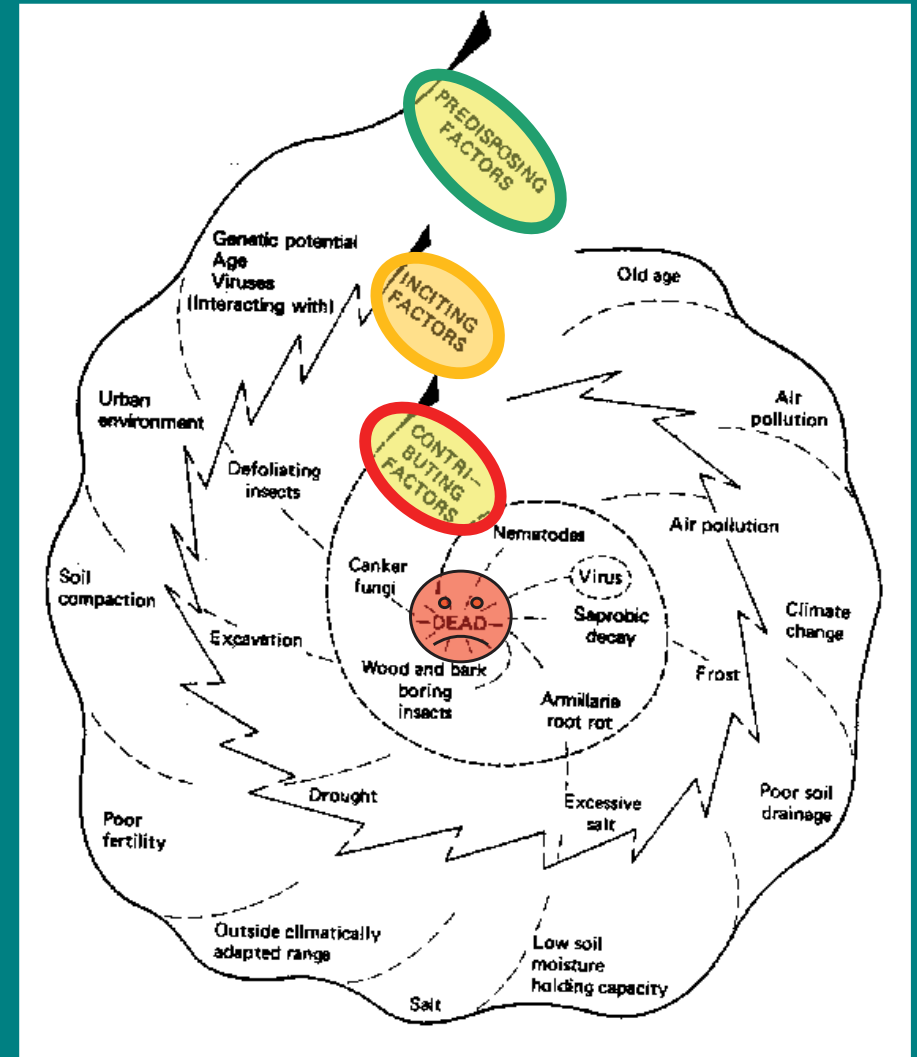 PREDISPOSING
FACTORS
Genetic potential
Age
Viruses
(Interacting with)
INCITING
FACTORS
Old age
Urban
environment
Air
pollution
CONTRI-
BUTING
FACTORS
Defoliating
insects
Air pollution
Nematodes
Canker
fungi
Virus
Soil
compaction
DEAD
Saprobic
decay
Climate
change
Excavation
Wood and bark
boring
insects
Frost
Armillaria
root rot
Drought
Excessive
salt
Poor soil
drainage
Poor
fertility
Outside climatically
adapted range
Low soil
moisture
holding capacity
Salt